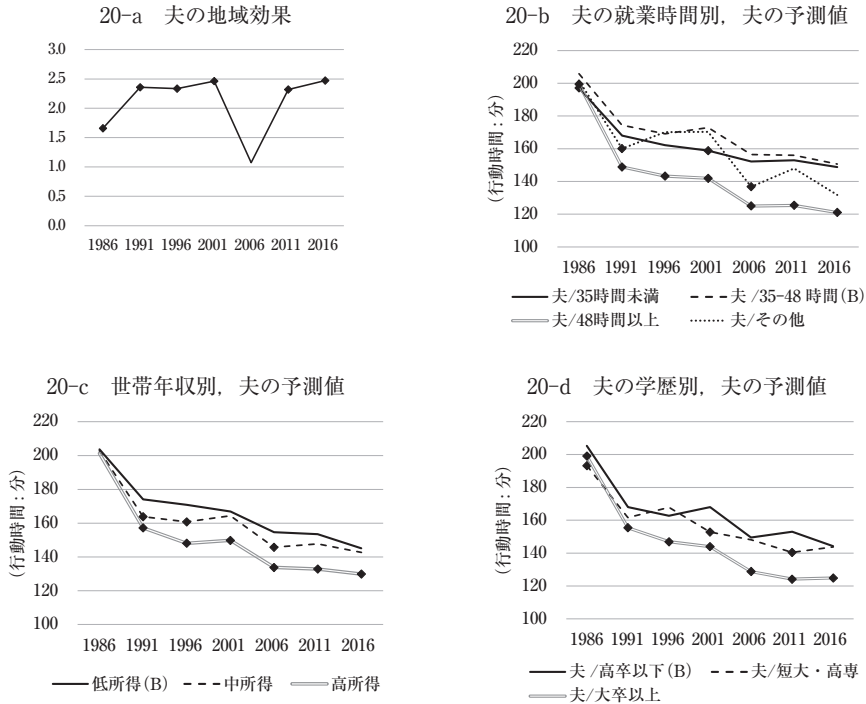 20-a　夫の地域効果
3.0
2.5
2.0
1.5
1.0
0.5
0.0
1986 1991 1996 2001 2006 2011 2016
20-b　夫の就業時間別，夫の予測値
(行動時間：分)
220
200
180
160
140
120
100
1986 1991 1996 2001 2006 2011 2016
夫/35時間未満 夫/35-48時間(B)
夫/48時間以上 夫/その他
20-c　世帯年収別，夫の予測値
(行動時間：分)
220
200
180
160
140
120
100
1986 1991 1996 2001 2006 2011 2016
低所得(B) 中所得 高所得
20-d　夫の学歴別，夫の予測値
(行動時間：分)
220
200
180
160
140
120
100
1986 1991 1996 2001 2006 2011 2016
夫/高卒以下(B) 夫/短大・高専
夫/大卒以上